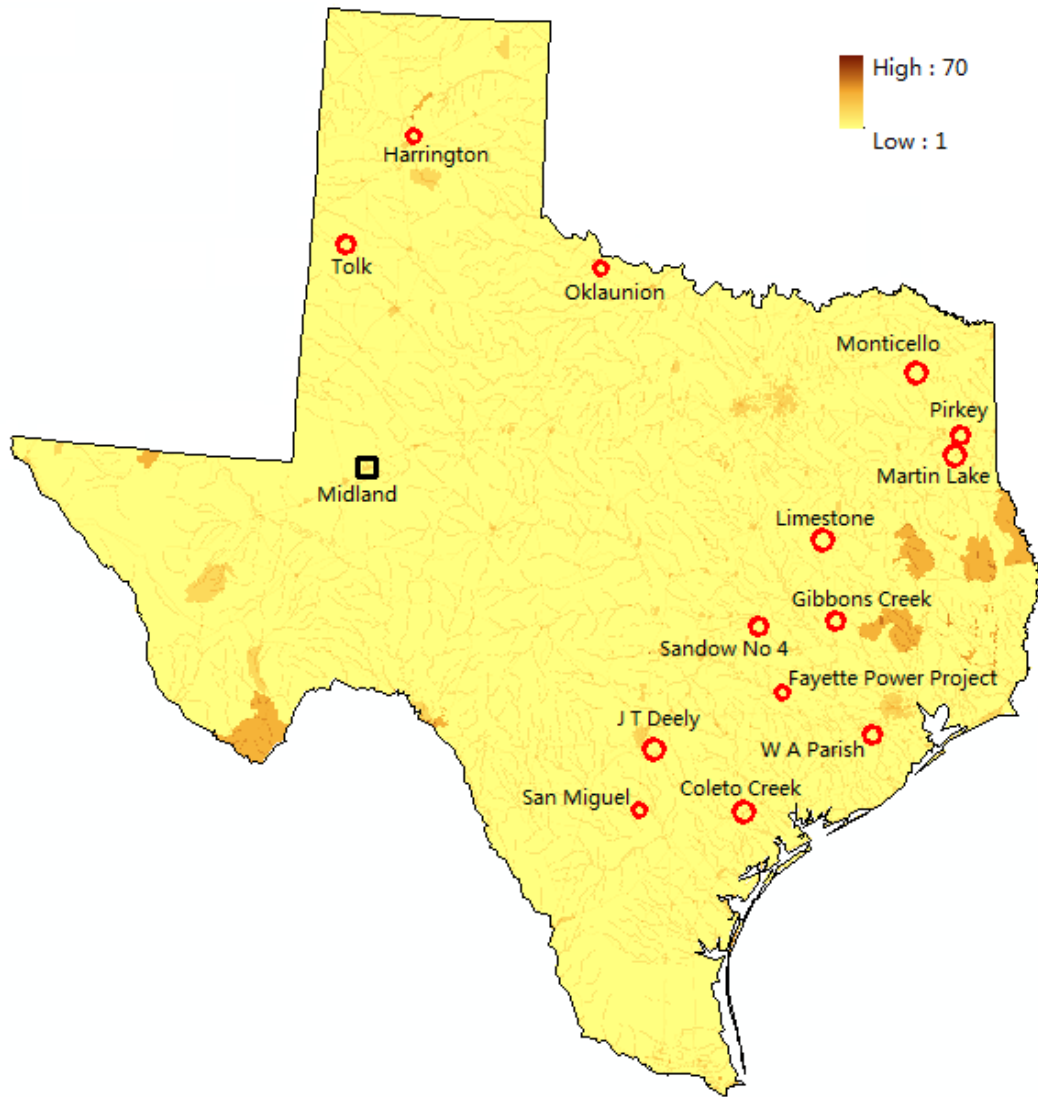 High : 70
Low : 1
Harrington
Tolk
Oklaunion
Monticello
Pirkey
Martin Lake
Midland
Limestone
Gibbons Creek
Sandow No 4
Fayette Power Project
J T Deely
W A Parish
San Miguel
Coleto Creek